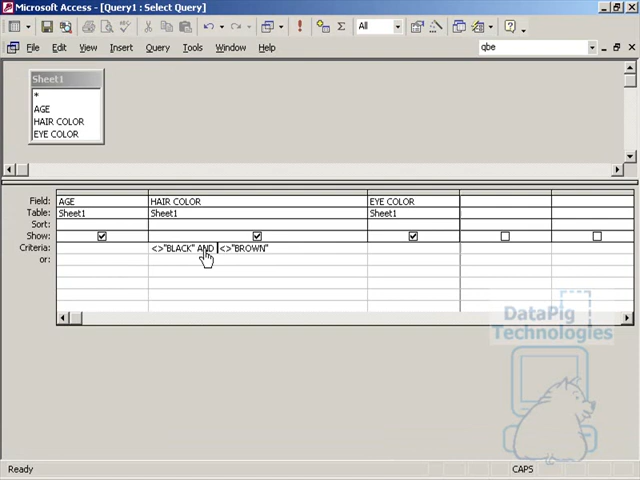 Microsoft Access - [Query1 : Select Query]
File Edit View Insert Query Tools Window Help
All
qbe
Sheet1
*
AGE
HAIR COLOR
EYE COLOR
Field: AGE HAIR COLOR EYE COLOR
Table: Sheet1 Sheet1 Sheet1
Sort:
Show:
Criteria: <>"BLACK" AND <>"BROWN"
or:
DataPig
Technologies
Ready CAPS